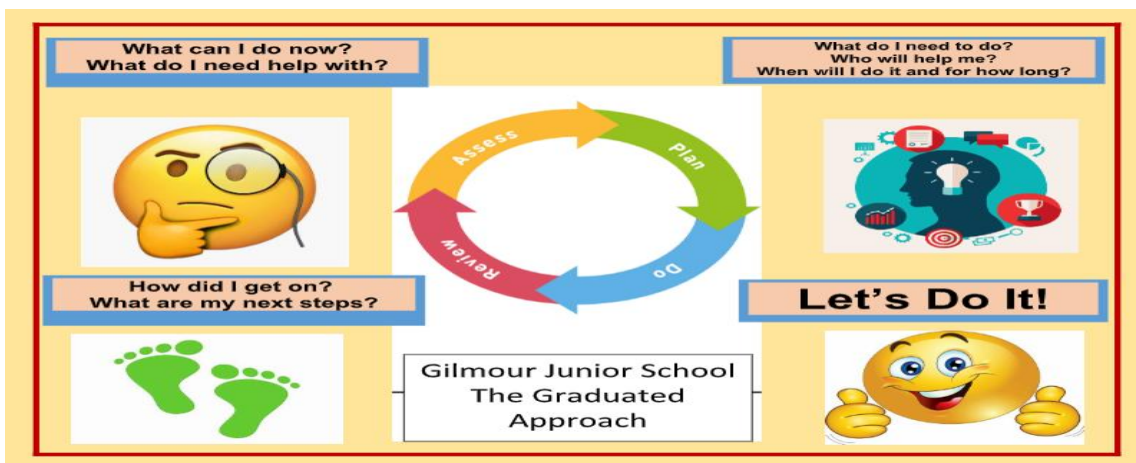 What can I do now?
What do I need help with?
What do I need to do?
Who will help me?
When will I do it and for how long?
Assess
Plan
Do
Review
How did I get on?
What are my next steps?
Let's Do It!
Gilmour Junior School
The Graduated
Approach